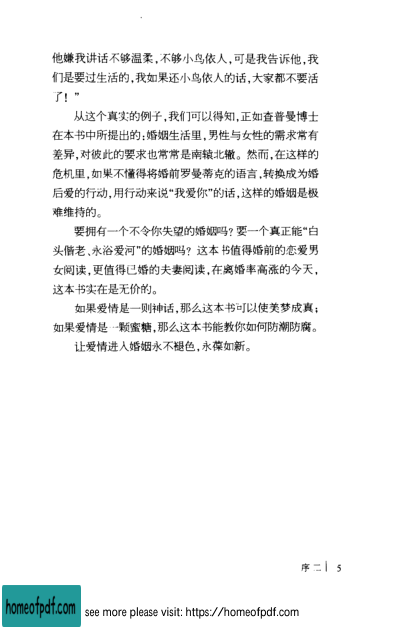 他嫌我讲话不够温柔,不够小鸟依人,可是我告诉他,我
们是要过生活的,我如果还小鸟依人的话,大家都不要活
了!”
从这个真实的例子,我们可以得知,正如查普曼博士
在本书中所提出的:婚姻生活里,男性与女性的需求常有
差异,对彼此的要求也常常是南辕北辙。然而,在这样的
危机里,如果不懂得将婚前罗曼蒂克的语言,转换成为婚
后爱的行动,用行动来说“我爱你”的话,这样的婚姻是极
难维持的。
要拥有一个不令你失望的婚姻吗?要一个真正能“白
头偕老、永浴爱河”的婚姻吗?这本书值得婚前的恋爱男
女阅读,更值得已婚的夫妻阅读,在离婚率高涨的今天,
这本书实在是无价的。
如果爱情是一则神话,那么这本书可以使美梦成真;
如果爱情是一颗蜜糖,那么这本书能教你如何防潮防腐。
让爱情进入婚姻永不褪色,永葆如新。
序二 5
homeofpdf.com see more please visit: https://homeofpdf.com